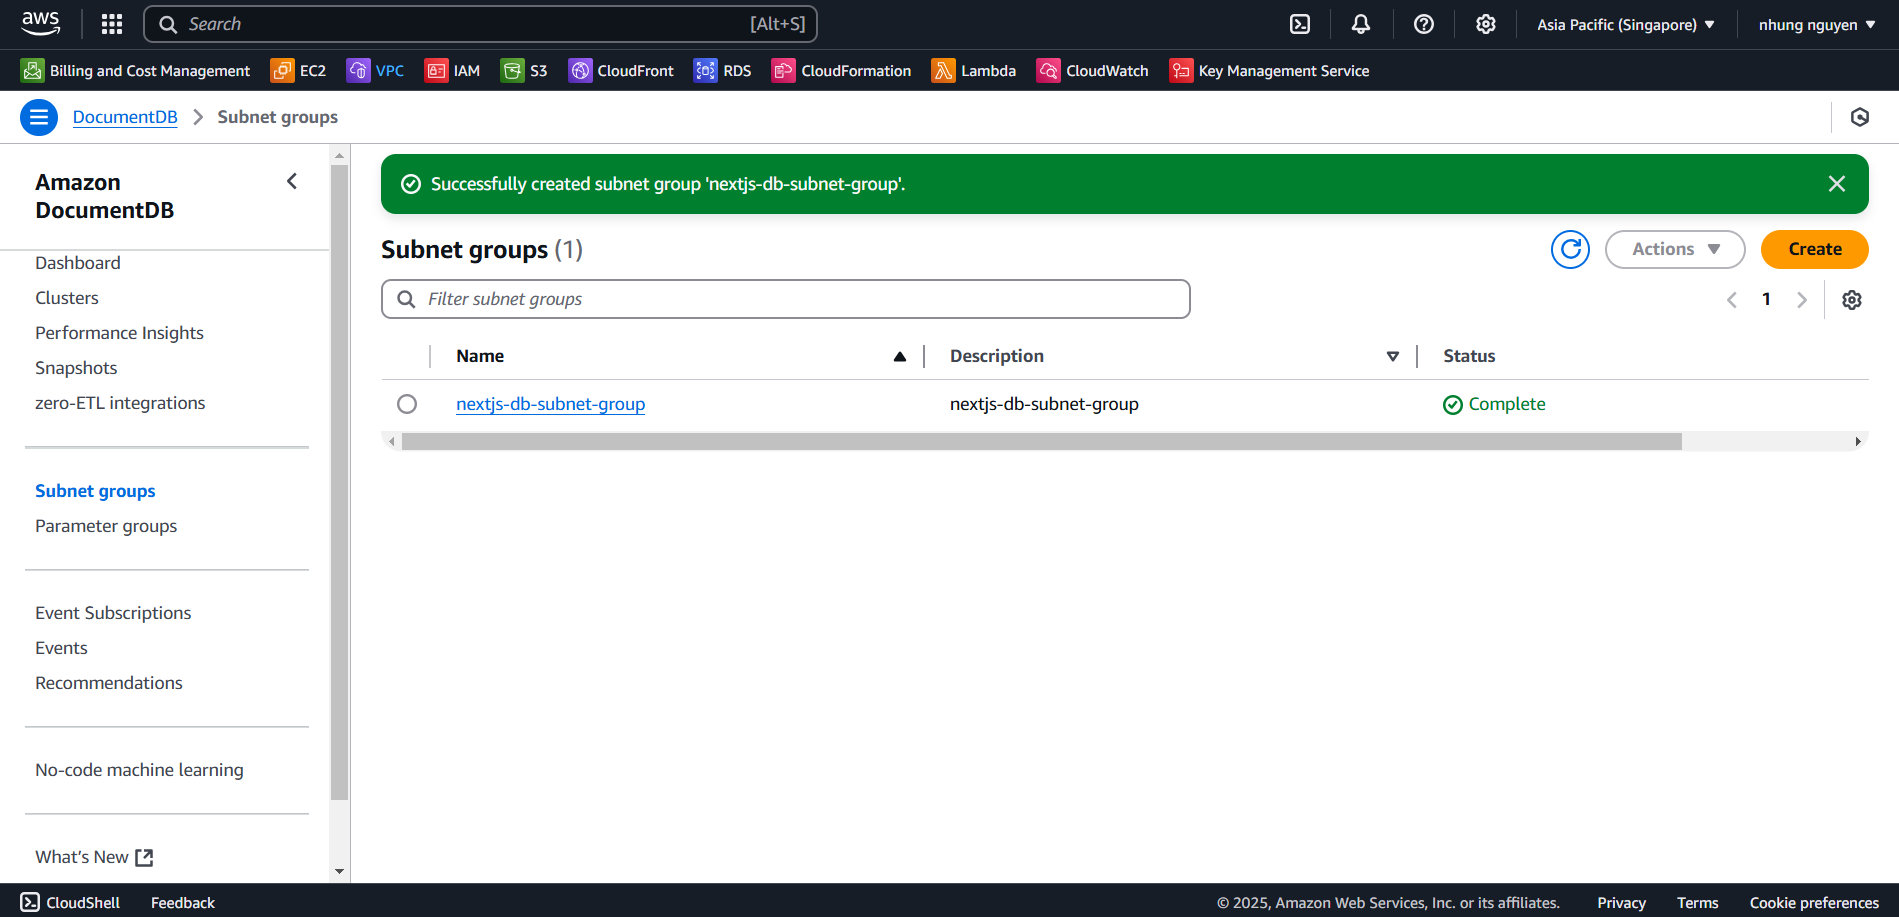 aws
Search [Alt+S]
Asia Pacific (Singapore) nhung nguyen
Billing and Cost Management EC2 VPC IAM S3 CloudFront RDS CloudFormation Lambda CloudWatch Key Management Service
DocumentDB Subnet groups
Amazon
DocumentDB
Dashboard
Clusters
Performance Insights
Snapshots
zero-ETL integrations
Subnet groups
Parameter groups
Event Subscriptions
Events
Recommendations
No-code machine learning
What's New
Successfully created subnet group 'nextjs-db-subnet-group'.
Subnet groups (1)
Actions Create
Filter subnet groups
1
Name Description Status
nextjs-db-subnet-group nextjs-db-subnet-group Complete
CloudShell Feedback © 2025, Amazon Web Services, Inc. or its affiliates. Privacy Terms Cookie preferences